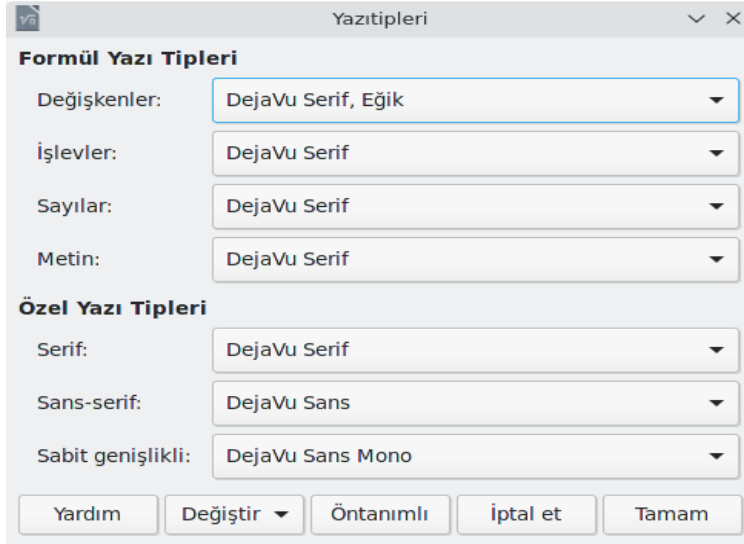 Yazıtipleri
Formül Yazı Tipleri
Değişkenler: DejaVu Serif, Eğik
İşlevler: DejaVu Serif
Sayılar: DejaVu Serif
Metin: DejaVu Serif
Özel Yazı Tipleri
Serif: DejaVu Serif
Sans-serif: DejaVu Sans
Sabit genişlikli: DejaVu Sans Mono
Yardım Değiştir Öntanımlı İptal et Tamam